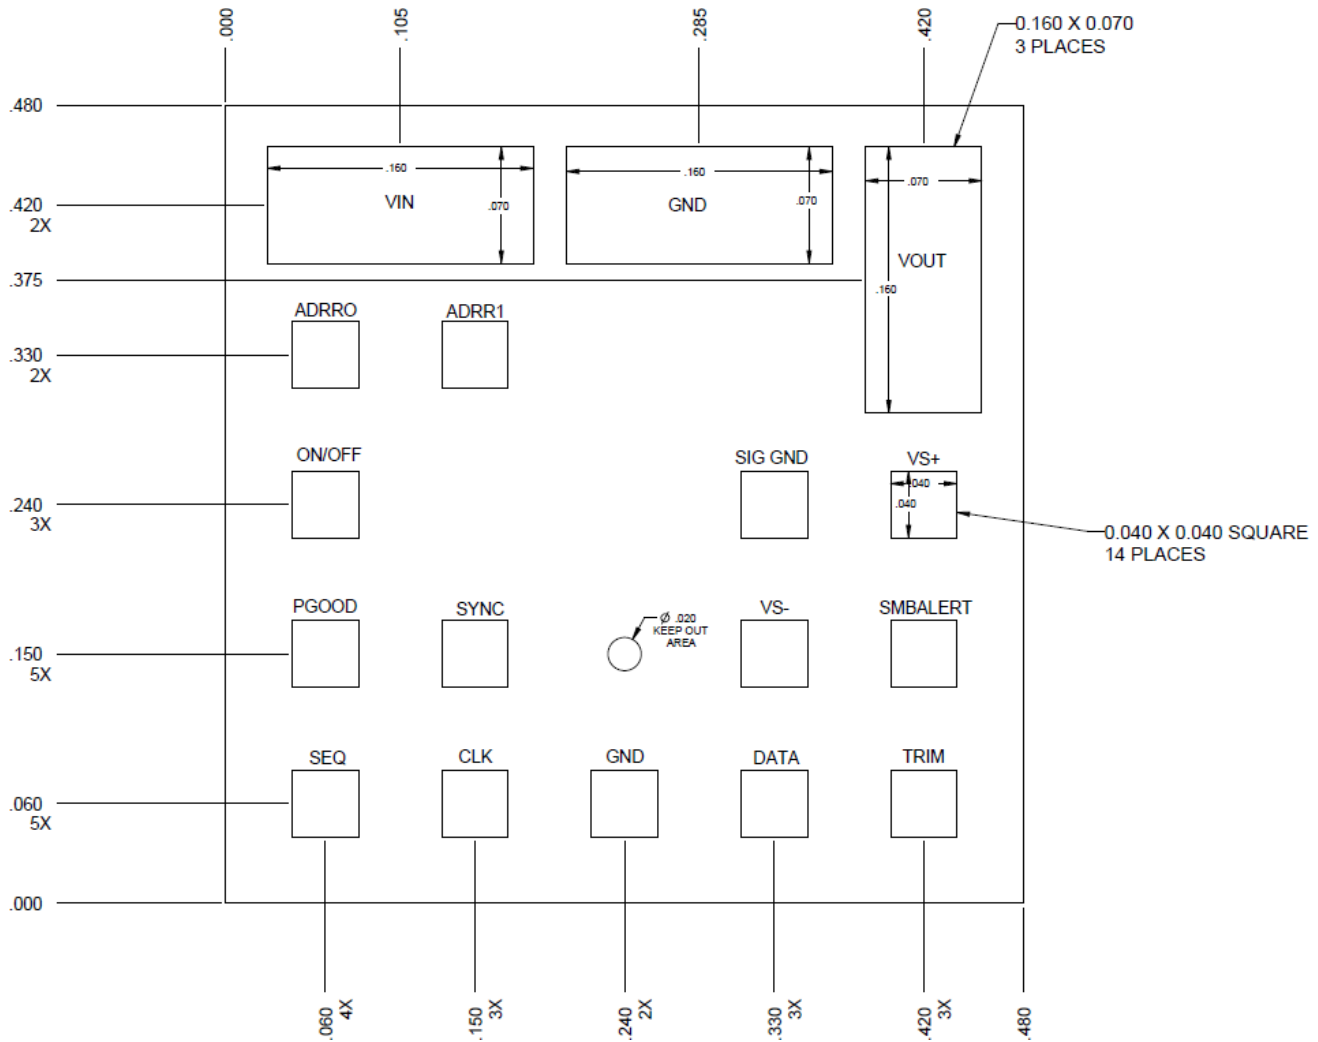 .000
.105
.285
.420
0.160 X 0.070
3 PLACES
.480
.160
.070
VIN
.160
.070
GND
.070
.160
VOUT
.420
2X
.375
ADRRO
ADRR1
.330
2X
ON/OFF
SIG GND
VS+
.040
.040
.240
3X
0.040 X 0.040 SQUARE
14 PLACES
PGOOD
SYNC
Ø .020
KEEP OUT
AREA
VS-
SMBALERT
.150
5X
SEQ
CLK
GND
DATA
TRIM
.060
5X
.000
.060 4X
.150 3X
.240 2X
.330 3X
.420 3X
.480